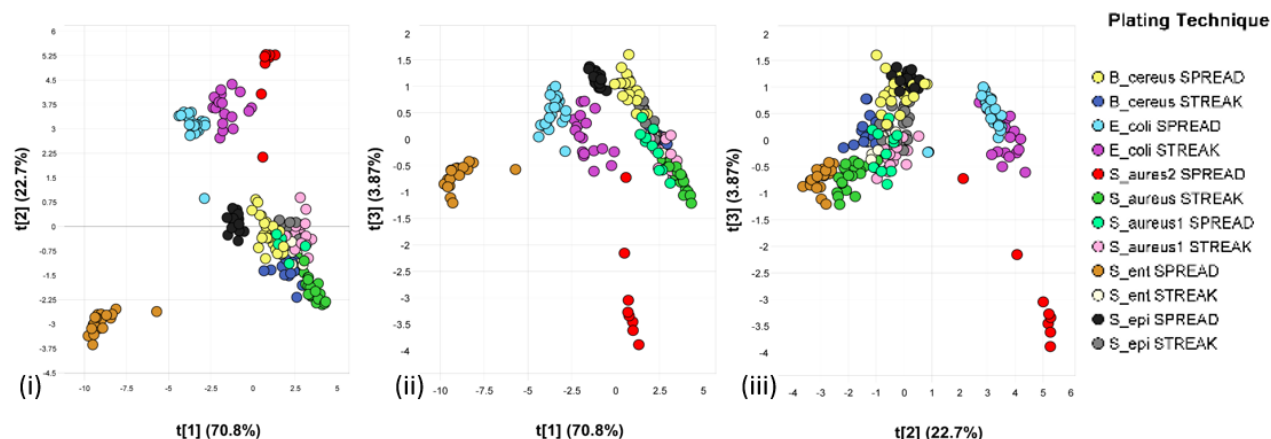 Plating Technique
B_cereus SPREAD
B_cereus STREAK
E_coli SPREAD
E_coli STREAK
S_aures2 SPREAD
S_aureus STREAK
S_aureus1 SPREAD
S_aureus1 STREAK
S_ent SPREAD
S_ent STREAK
S_epi SPREAD
S_epi STREAK
(i)
t[2] (22.7%)
6
5.25
4.5
3.75
3
2.25
1.5
0.75
0
-0.75
-1.5
-2.25
-3
-3.75
-4.5
-10 -7.5 -5 -2.5 0 2.5 5
t[1] (70.8%)
(ii)
t[3] (3.87%)
2
1.5
1
0.5
0
-0.5
-1
-1.5
-2
-2.5
-3
-3.5
-4
-10 -7.5 -5 -2.5 0 2.5 5
t[1] (70.8%)
(iii)
t[3] (3.87%)
2
1.5
1
0.5
0
-0.5
-1
-1.5
-2
-2.5
-3
-3.5
-4
-4 -3 -2 -1 0 1 2 3 4 5 6
t[2] (22.7%)